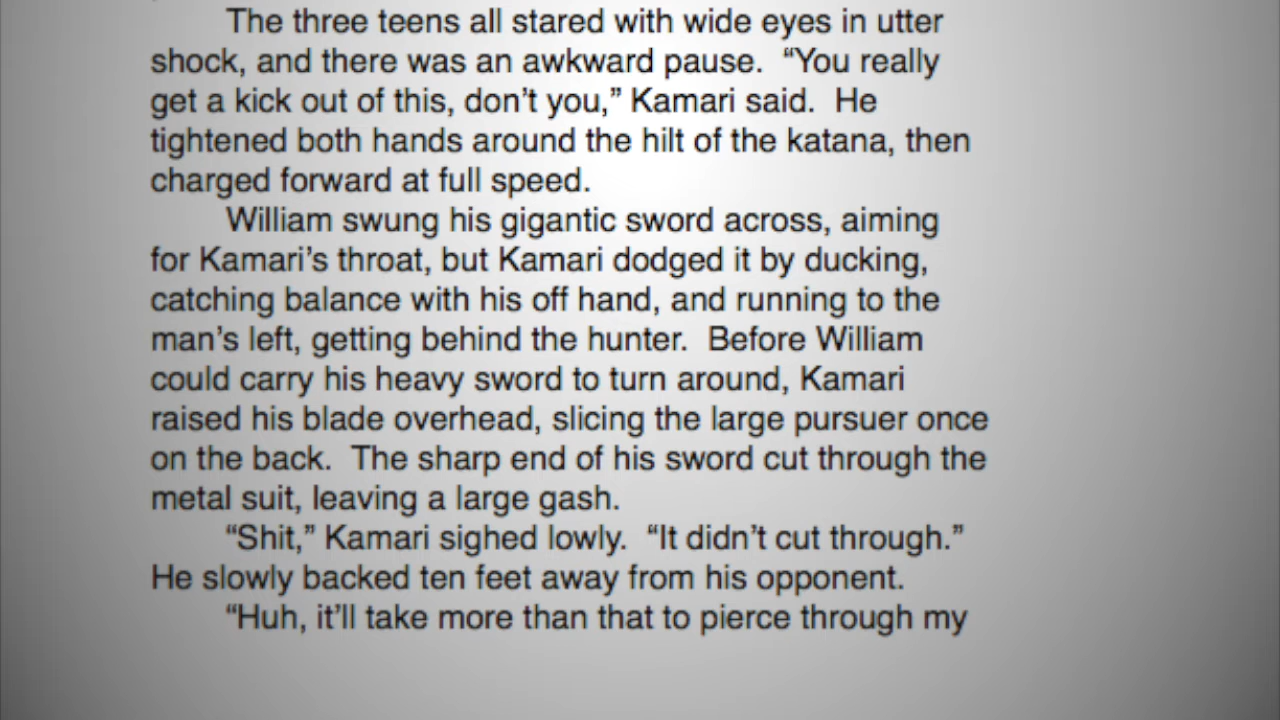 The three teens all stared with wide eyes in utter
shock, and there was an awkward pause.  “You really
get a kick out of this, don’t you,” Kamari said.  He
tightened both hands around the hilt of the katana, then
charged forward at full speed.
William swung his gigantic sword across, aiming
for Kamari’s throat, but Kamari dodged it by ducking,
catching balance with his off hand, and running to the
man’s left, getting behind the hunter.  Before William
could carry his heavy sword to turn around, Kamari
raised his blade overhead, slicing the large pursuer once
on the back.  The sharp end of his sword cut through the
metal suit, leaving a large gash.
“Shit,” Kamari sighed lowly.  “It didn’t cut through.”
He slowly backed ten feet away from his opponent.
“Huh, it’ll take more than that to pierce through my